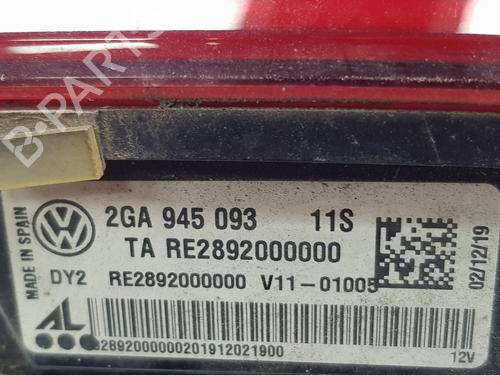 B-PARTS
MADE IN SPAIN
2GA 945 093 11S
TA RE2892000000
DY2 RE2892000000 V11-01005
02/12/19
AL
2892000000201912021900 12V